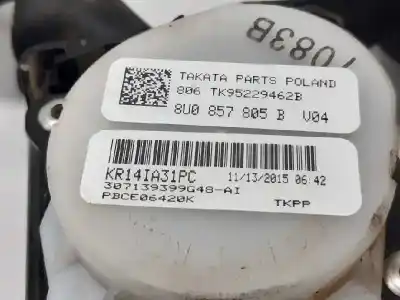 7083B
TAKATA PARTS POLAND
806 TK95229462B
8U0 857 805 B V04
KR14IA31PC 11/13/2015 06:42
307139399G48-AI
PBCE06420K TKPP